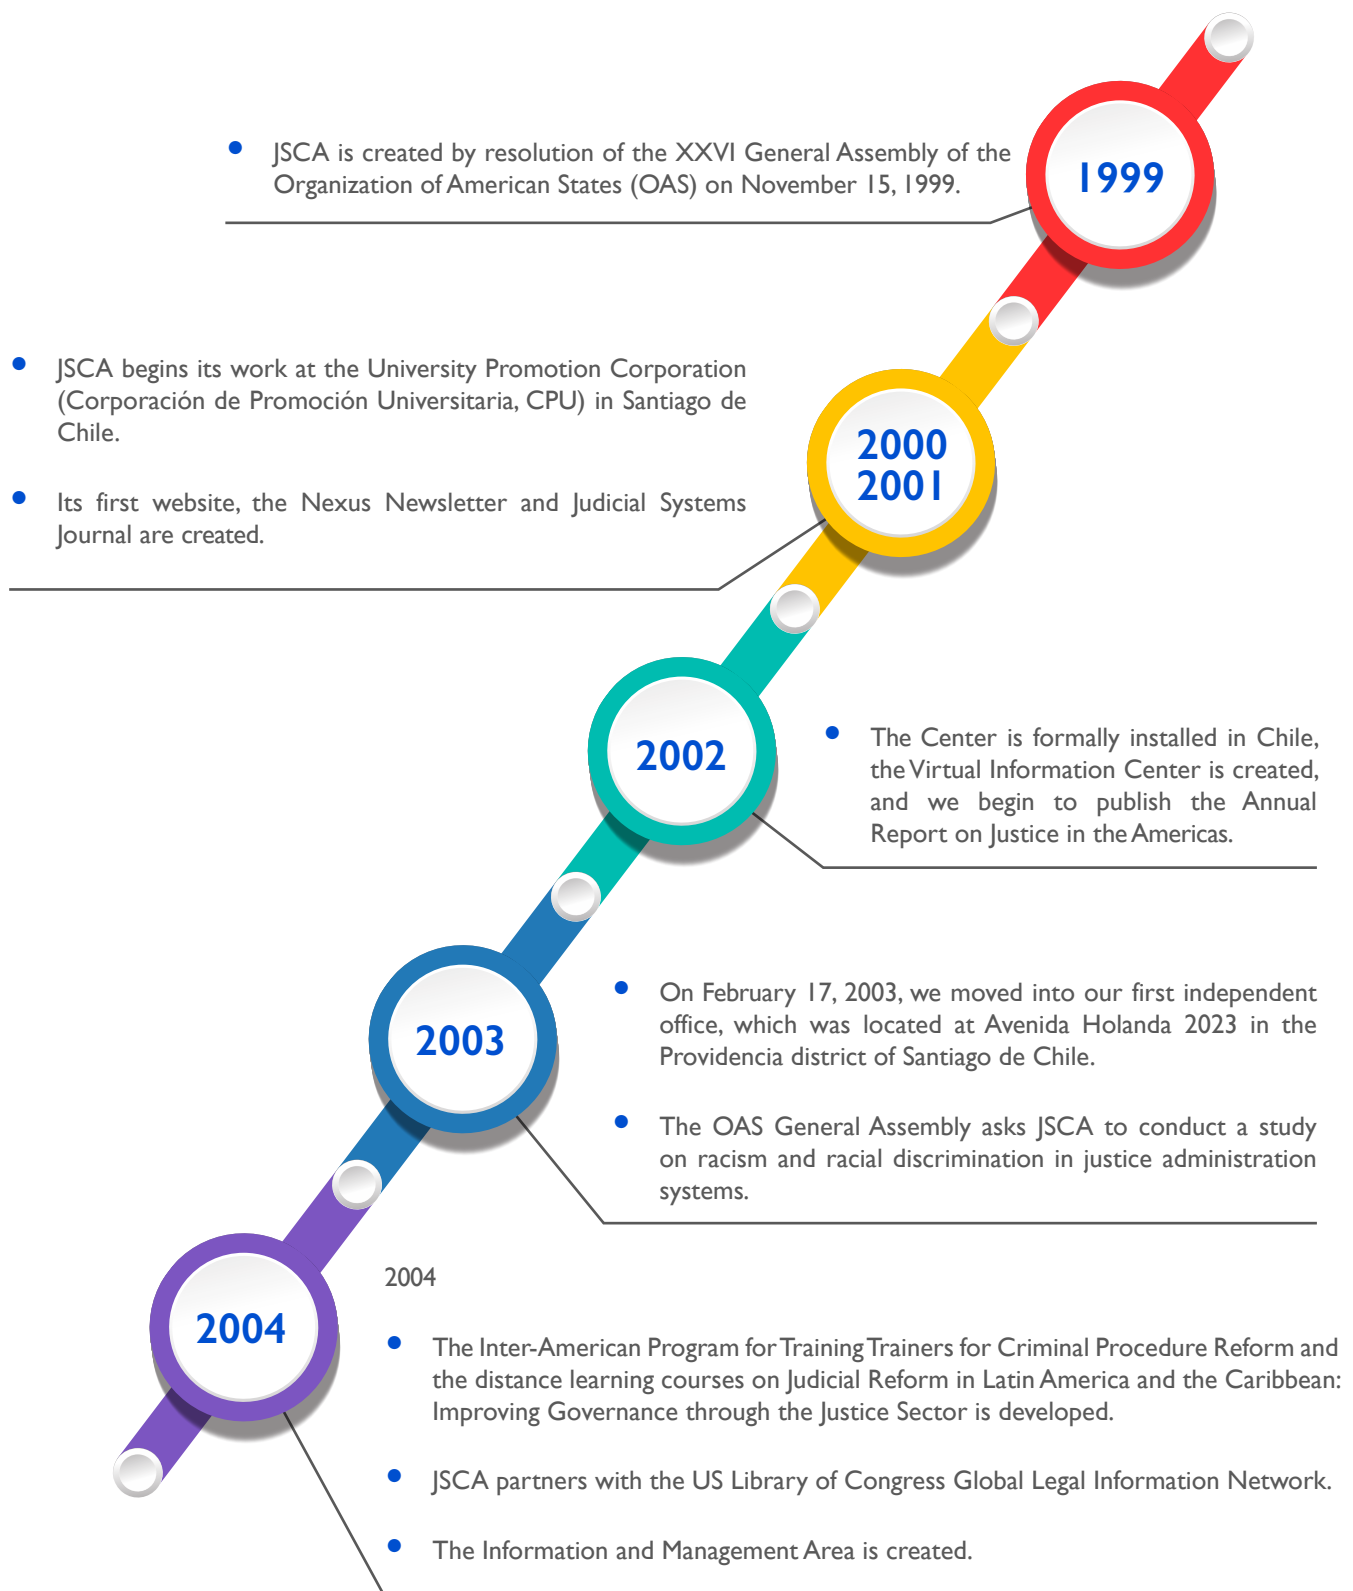 JSCA is created by resolution of the XXVI General Assembly of the
Organization of American States (OAS) on November 15, 1999.
1999
JSCA begins its work at the University Promotion Corporation
(Corporación de Promoción Universitaria, CPU) in Santiago de
Chile.
Its first website, the Nexus Newsletter and Judicial Systems
Journal are created.
2000
2001
2002
The Center is formally installed in Chile,
the Virtual Information Center is created,
and we begin to publish the Annual
Report on Justice in the Americas.
2003
On February 17, 2003, we moved into our first independent
office, which was located at Avenida Holanda 2023 in the
Providencia district of Santiago de Chile.
The OAS General Assembly asks JSCA to conduct a study
on racism and racial discrimination in justice administration
systems.
2004
2004
The Inter-American Program for Training Trainers for Criminal Procedure Reform and
the distance learning courses on Judicial Reform in Latin America and the Caribbean:
Improving Governance through the Justice Sector is developed.
JSCA partners with the US Library of Congress Global Legal Information Network.
The Information and Management Area is created.